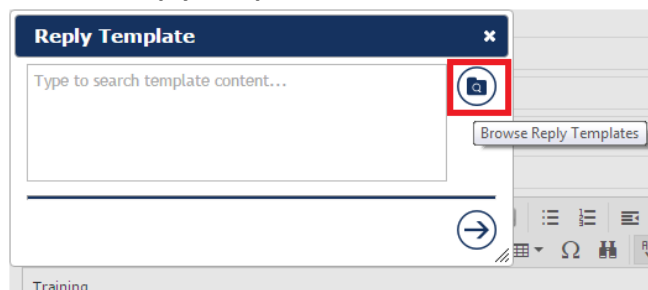 Reply Template
Type to search template content...
Browse Reply Templates
Training